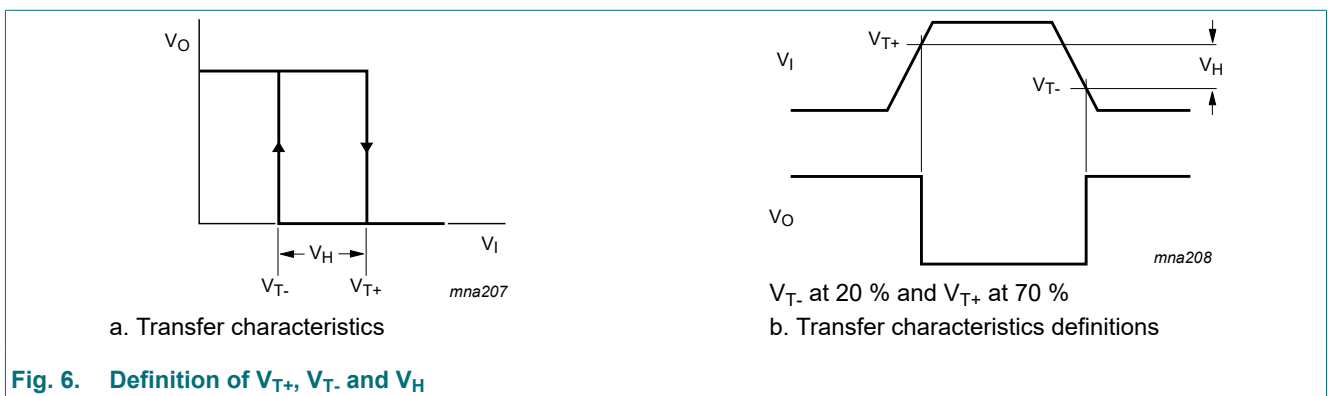 VO
VT-
VH
VT+
VI
mna207
a. Transfer characteristics
VI
VT+
VT-
VH
VO
mna208
VT- at 20 % and VT+ at 70 %
b. Transfer characteristics definitions
Fig. 6. Definition of VT+, VT- and VH